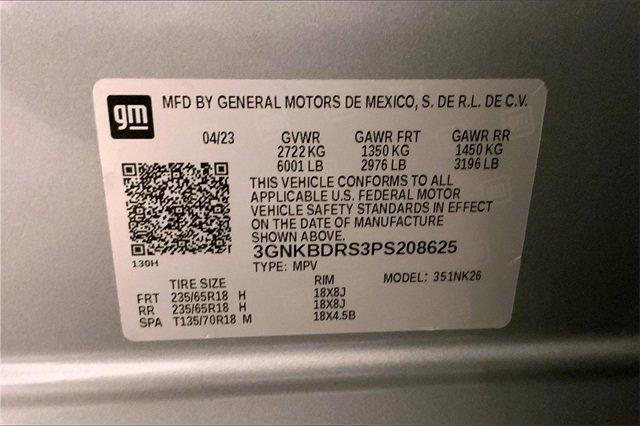 gm MFD BY GENERAL MOTORS DE MEXICO, S. DE R.L. DE C.V.
04/23 GVWR GAWR FRT GAWR RR
2722 KG 1350 KG 1450 KG
6001 LB 2976 LB 3196 LB
THIS VEHICLE CONFORMS TO ALL
APPLICABLE U.S. FEDERAL MOTOR
VEHICLE SAFETY STANDARDS IN EFFECT
ON THE DATE OF MANUFACTURE
SHOWN ABOVE.
3GNKBDRS3PS208625
130H
TYPE: MPV MODEL: 351NK26
TIRE SIZE RIM
FRT 235/65R18 H 18X8J
RR 235/65R18 H 18X8J
SPA T135/70R18 M 18X4.5B